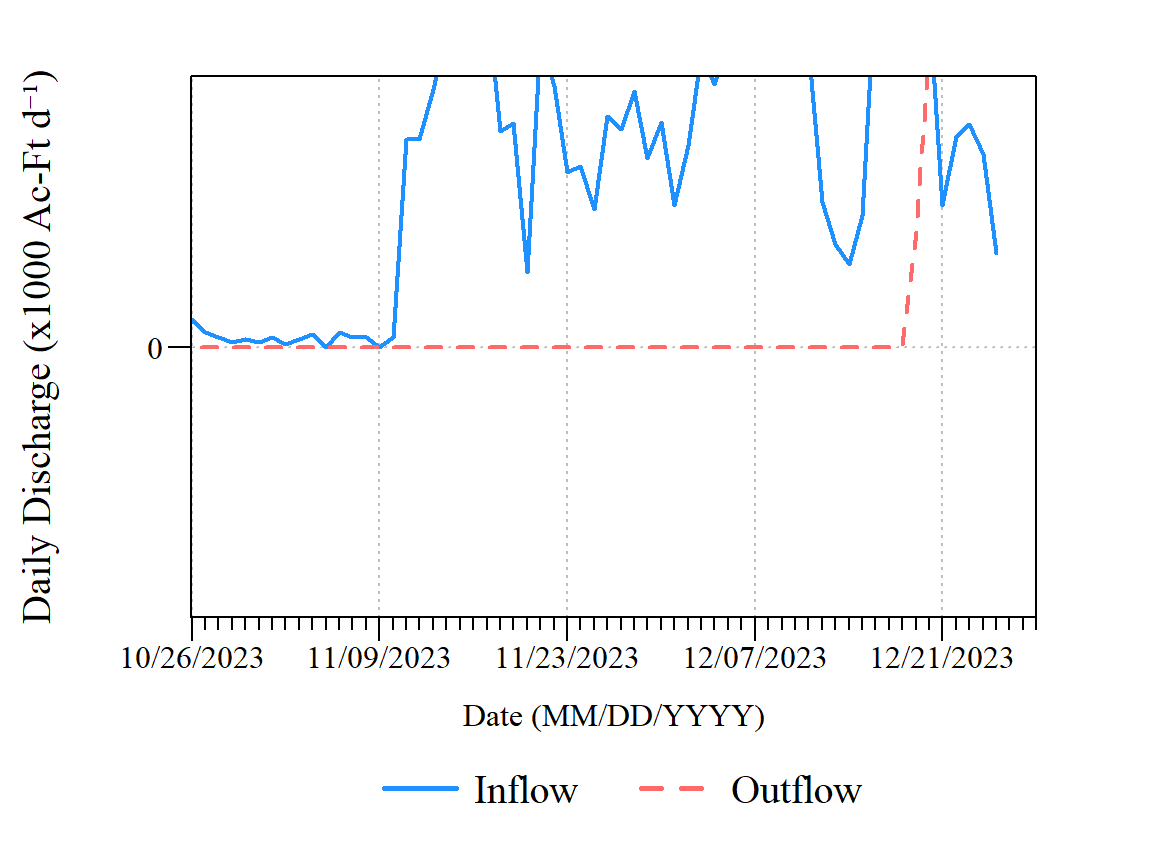 Daily Discharge (x1000 Ac-Ft d⁻¹)
0
10/26/2023 11/09/2023 11/23/2023 12/07/2023 12/21/2023
Date (MM/DD/YYYY)
Inflow Outflow